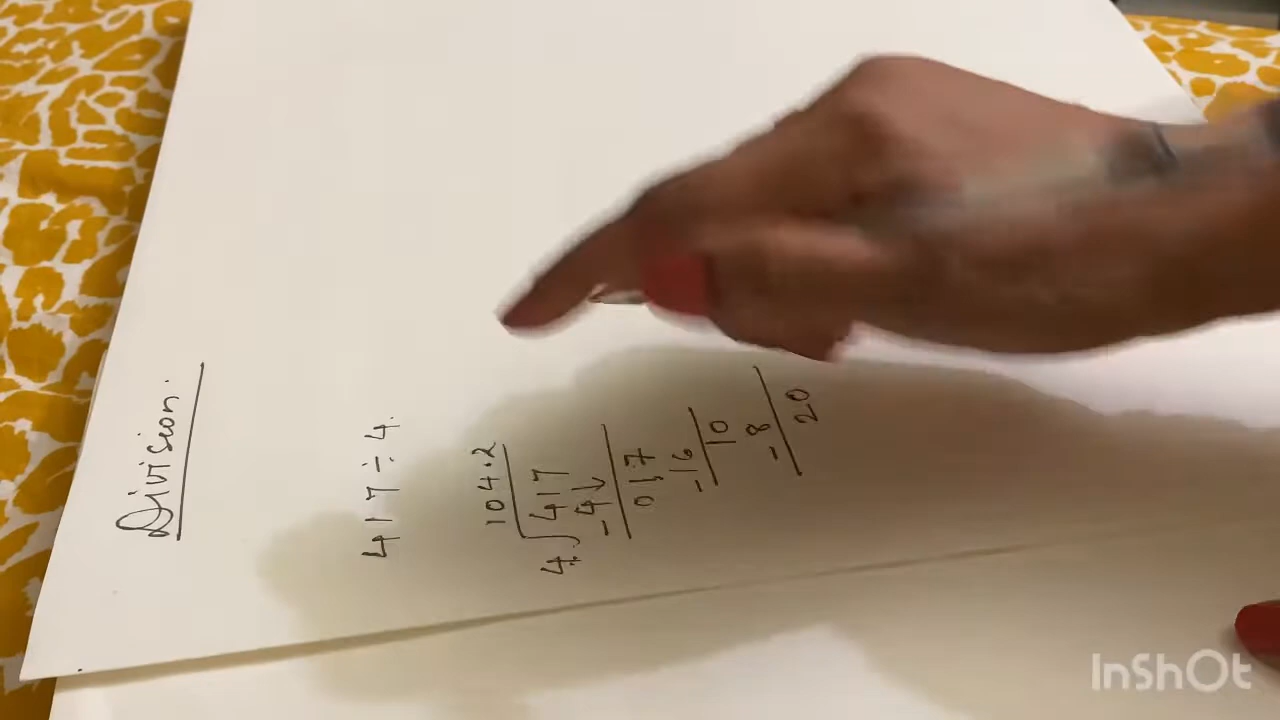 Division.
417 ÷ 4.
104.2
4 417
-4↓
017
-16
10
-8
20
InShOt